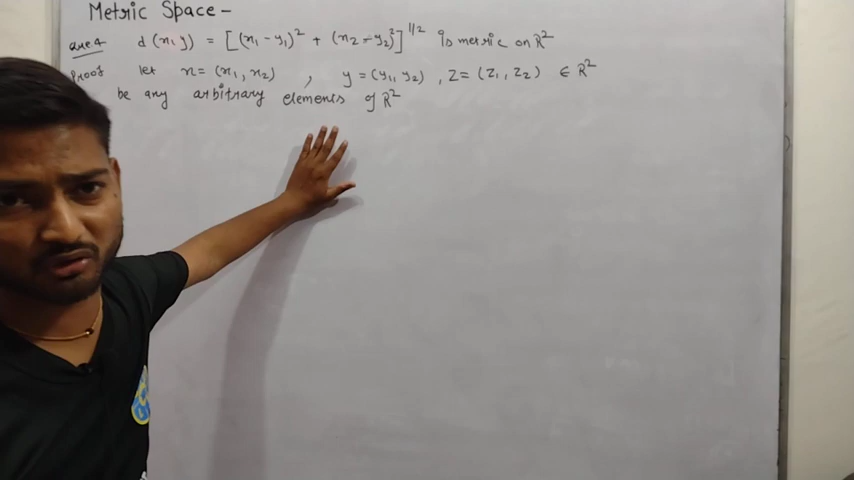 Metric Space -
Que.4 d(x, y) = [(x₁ - y₁)² + (x₂ - y₂)²]^1/2 is metric on ℝ²
Proof let x = (x₁, x₂) , y = (y₁, y₂) , z = (z₁, z₂) ∈ ℝ²
be any arbitrary elements of ℝ²